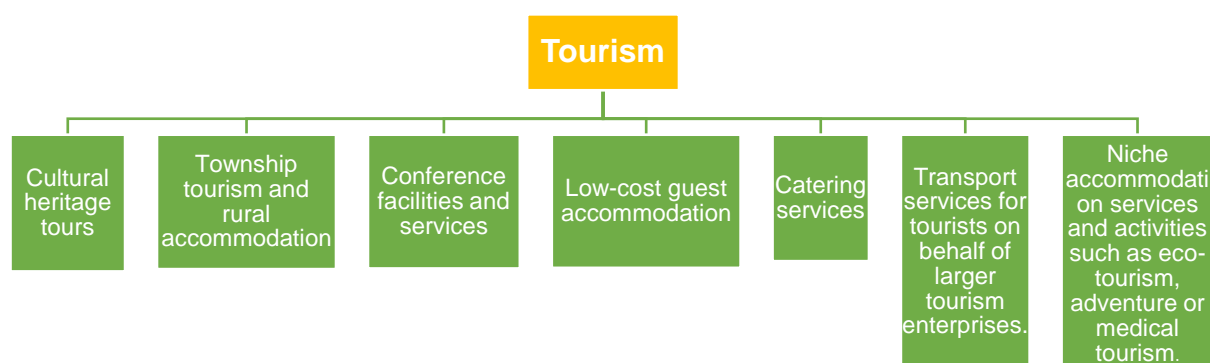 Tourism
Cultural
heritage
tours
Township
tourism and
rural
accommodation
Conference
facilities and
services
Low-cost guest
accommodation
Catering
services
Transport
services for
tourists on
behalf of
larger
tourism
enterprises.
Niche
accommodati
on services
and activities
such as eco-
tourism,
adventure or
medical
tourism.